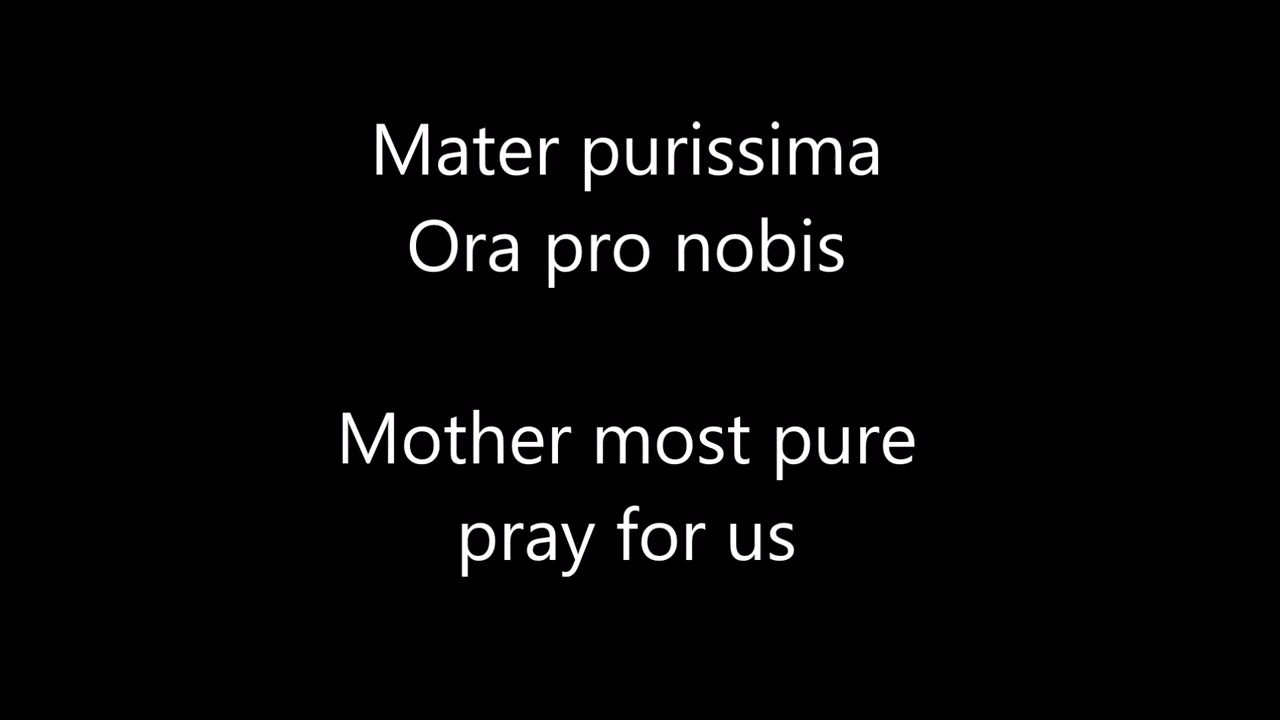 Mater purissima
Ora pro nobis
Mother most pure
pray for us